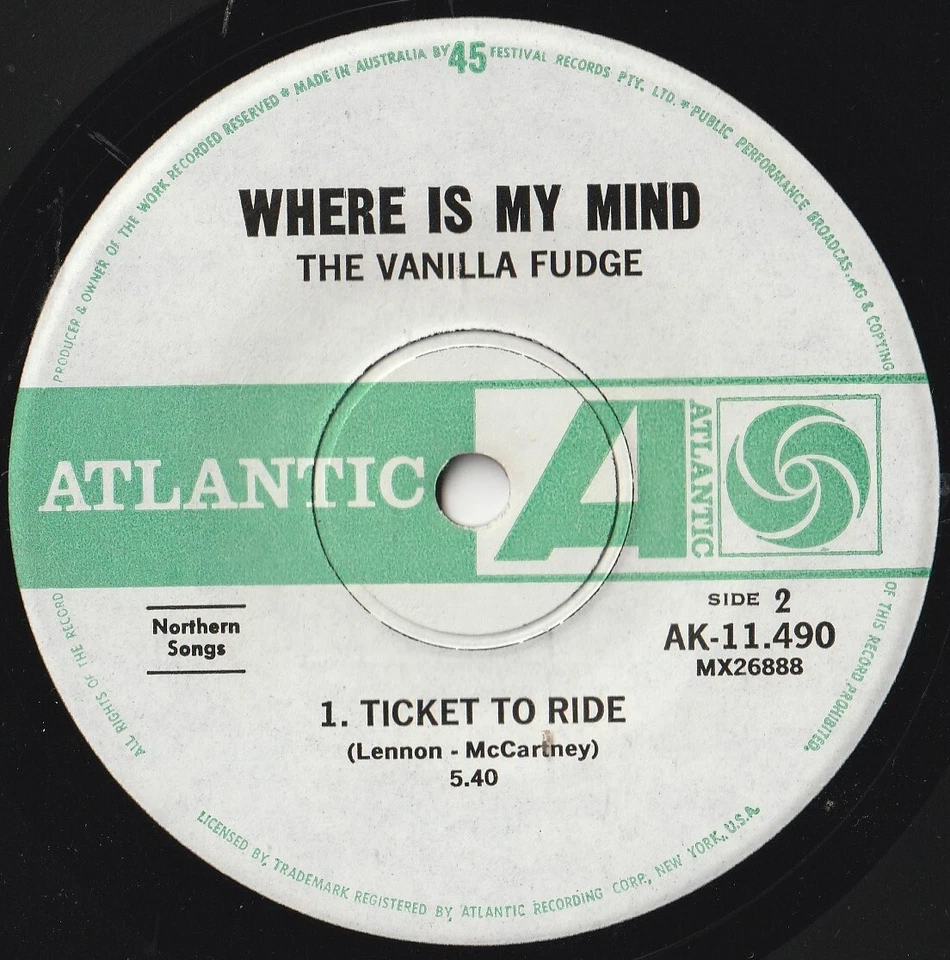 PRODUCER & OWNER OF THE WORK RECORDED RESERVED * MADE IN AUSTRALIA BY 45 FESTIVAL RECORDS PTY. LTD. * PUBLIC PERFORMANCE BROADCASTING & COPYING
WHERE IS MY MIND
THE VANILLA FUDGE
ATLANTIC
A
ATLANTIC
SIDE 2
AK-11.490
MX26888
Northern
Songs
1. TICKET TO RIDE
(Lennon - McCartney)
5.40
ALL RIGHTS OF THE RECORD
OF THIS RECORD PROHIBITED.
LICENSED BY, TRADEMARK REGISTERED BY ATLANTIC RECORDING CORP., NEW YORK, U.S.A.